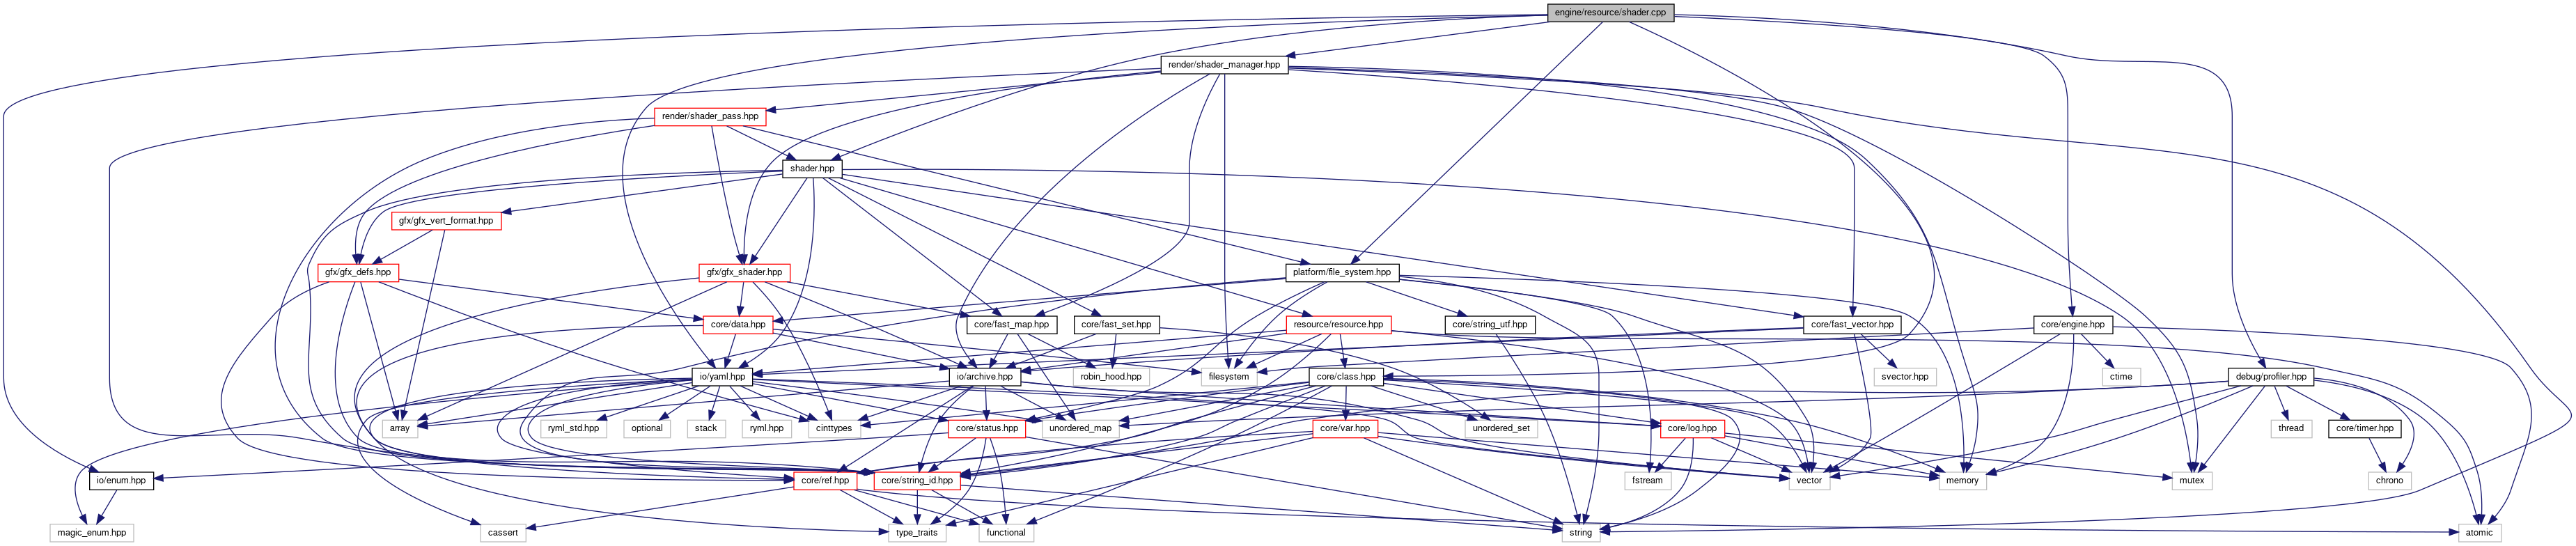 engine/resource/shader.cpp
render/shader_manager.hpp
render/shader_pass.hpp
shader.hpp
gfx/gfx_vert_format.hpp
gfx/gfx_defs.hpp
gfx/gfx_shader.hpp
platform/file_system.hpp
core/data.hpp
core/fast_map.hpp
core/fast_set.hpp
resource/resource.hpp
core/string_utf.hpp
core/fast_vector.hpp
core/engine.hpp
io/yaml.hpp
io/archive.hpp
robin_hood.hpp
filesystem
core/class.hpp
svector.hpp
ctime
debug/profiler.hpp
array
ryml_std.hpp
optional
stack
ryml.hpp
cinttypes
core/status.hpp
unordered_map
core/var.hpp
unordered_set
core/log.hpp
thread
core/timer.hpp
io/enum.hpp
core/ref.hpp
core/string_id.hpp
fstream
vector
memory
mutex
chrono
magic_enum.hpp
cassert
type_traits
functional
string
atomic